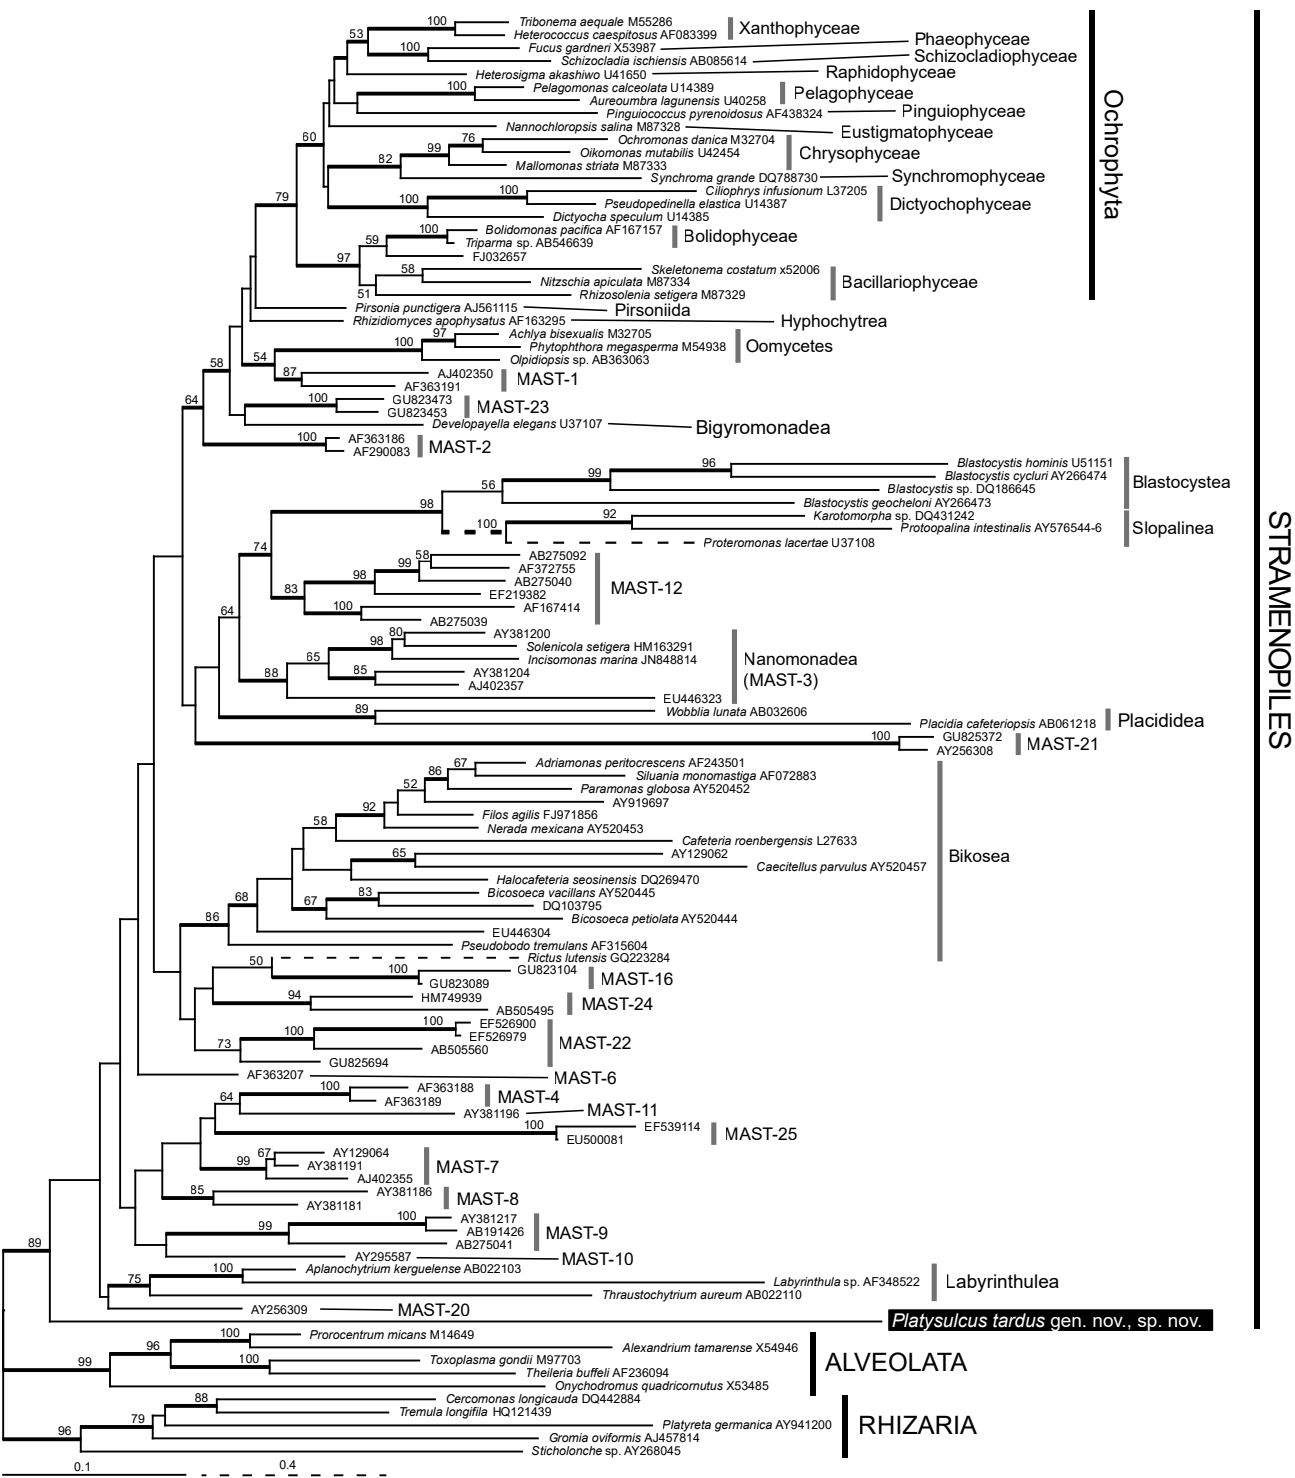 100
Tribonema aequale M55286
Xanthophyceae
Heterococcus caespitosus AF083399
53
Phaeophyceae
100
Fucus gardneri X53987
Schizocladia ischiensis AB085614
Schizocladiophyceae
Heterosigma akashiwo U41650
Raphidophyceae
100
Pelagomonas calceolata U14389
Pelagophyceae
Aureoumbra lagunensis U40258
Pinguiococcus pyrenoidosus AF438324
Pinguiophyceae
Nannochloropsis salina M87328
Eustigmatophyceae
60
76
Ochromonas danica M32704
99
Oikomonas mutabilis U42454
Chrysophyceae
82
Mallomonas striata M87333
Synchroma grande DQ788730
Synchromophyceae
100
Ciliophrys infusionum L37205
79
100
Pseudopedinella elastica U14387
Dictyochophyceae
Dictyocha speculum U14385
Ochrophyta
100
Bolidomonas pacifica AF167157
Bolidophyceae
59
Triparma sp. AB546639
97
FJ032657
58
Skeletonema costatum x52006
Nitzschia apiculata M87334
Bacillariophyceae
51
Rhizosolenia setigera M87329
Pirsonia punctigera AJ561115
Pirsoniida
Rhizidiomyces apophysatus AF163295
Hyphochytrea
97
Achlya bisexualis M32705
100
Phytophthora megasperma M54938
Oomycetes
54
Olpidiopsis sp. AB363063
58
87
AJ402350
MAST-1
AF363191
64
100
GU823473
MAST-23
GU823453
Developayella elegans U37107
Bigyromonadea
100
AF363186
MAST-2
AF290083
96
Blastocystis hominis U51151
99
Blastocystis cycluri AY266474
56
Blastocystis sp. DQ186645
Blastocystea
98
Blastocystis geocheloni AY266473
92
Karotomorpha sp. DQ431242
100
Protoopalina intestinalis AY576544-6
Slopalinea
Proteromonas lacertae U37108
74
58
AB275092
99
AF372755
98
AB275040
MAST-12
83
EF219382
100
AF167414
AB275039
64
80
AY381200
98
Solenicola setigera HM163291
65
Incisomonas marina JN848814
Nanomonadea
(MAST-3)
88
85
AY381204
AJ402357
EU446323
89
Wobblia lunata AB032606
Placidia cafeteriopsis AB061218
Placididea
100
GU825372
MAST-21
AY256308
STRAMENOPILES
67
Adriamonas peritocrescens AF243501
86
Siluania monomastiga AF072883
52
Paramonas globosa AY520452
92
AY919697
Filos agilis FJ971856
58
Nerada mexicana AY520453
Cafeteria roenbergensis L27633
65
AY129062
Bikosea
Caecitellus parvulus AY520457
Halocafeteria seosinensis DQ269470
83
Bicosoeca vacillans AY520445
68
67
DQ103795
86
Bicosoeca petiolata AY520444
EU446304
Pseudobodo tremulans AF315604
50
Rictus lutensis GQ223284
100
GU823104
MAST-16
GU823089
94
HM749939
MAST-24
AB505495
100
EF526900
100
EF526979
MAST-22
73
AB505560
GU825694
AF363207
MAST-6
100
AF363188
MAST-4
64
AF363189
AY381196
MAST-11
100
EF539114
MAST-25
EU500081
67
AY129064
99
AY381191
MAST-7
AJ402355
85
AY381186
MAST-8
AY381181
100
AY381217
99
AB191426
MAST-9
AB275041
89
AY295587
MAST-10
100
Aplanochytrium kerguelense AB022103
75
Labyrinthula sp. AF348522
Labyrinthulea
Thraustochytrium aureum AB022110
AY256309
MAST-20
Platysulcus tardus gen. nov., sp. nov.
100
Prorocentrum micans M14649
96
Alexandrium tamarense X54946
99
100
Toxoplasma gondii M97703
ALVEOLATA
Theileria buffeli AF236094
Onychodromus quadricornutus X53485
88
Cercomonas longicauda DQ442884
79
Tremula longifila HQ121439
96
Platyreta germanica AY941200
RHIZARIA
Gromia oviformis AJ457814
Sticholonche sp. AY268045
0.1
0.4